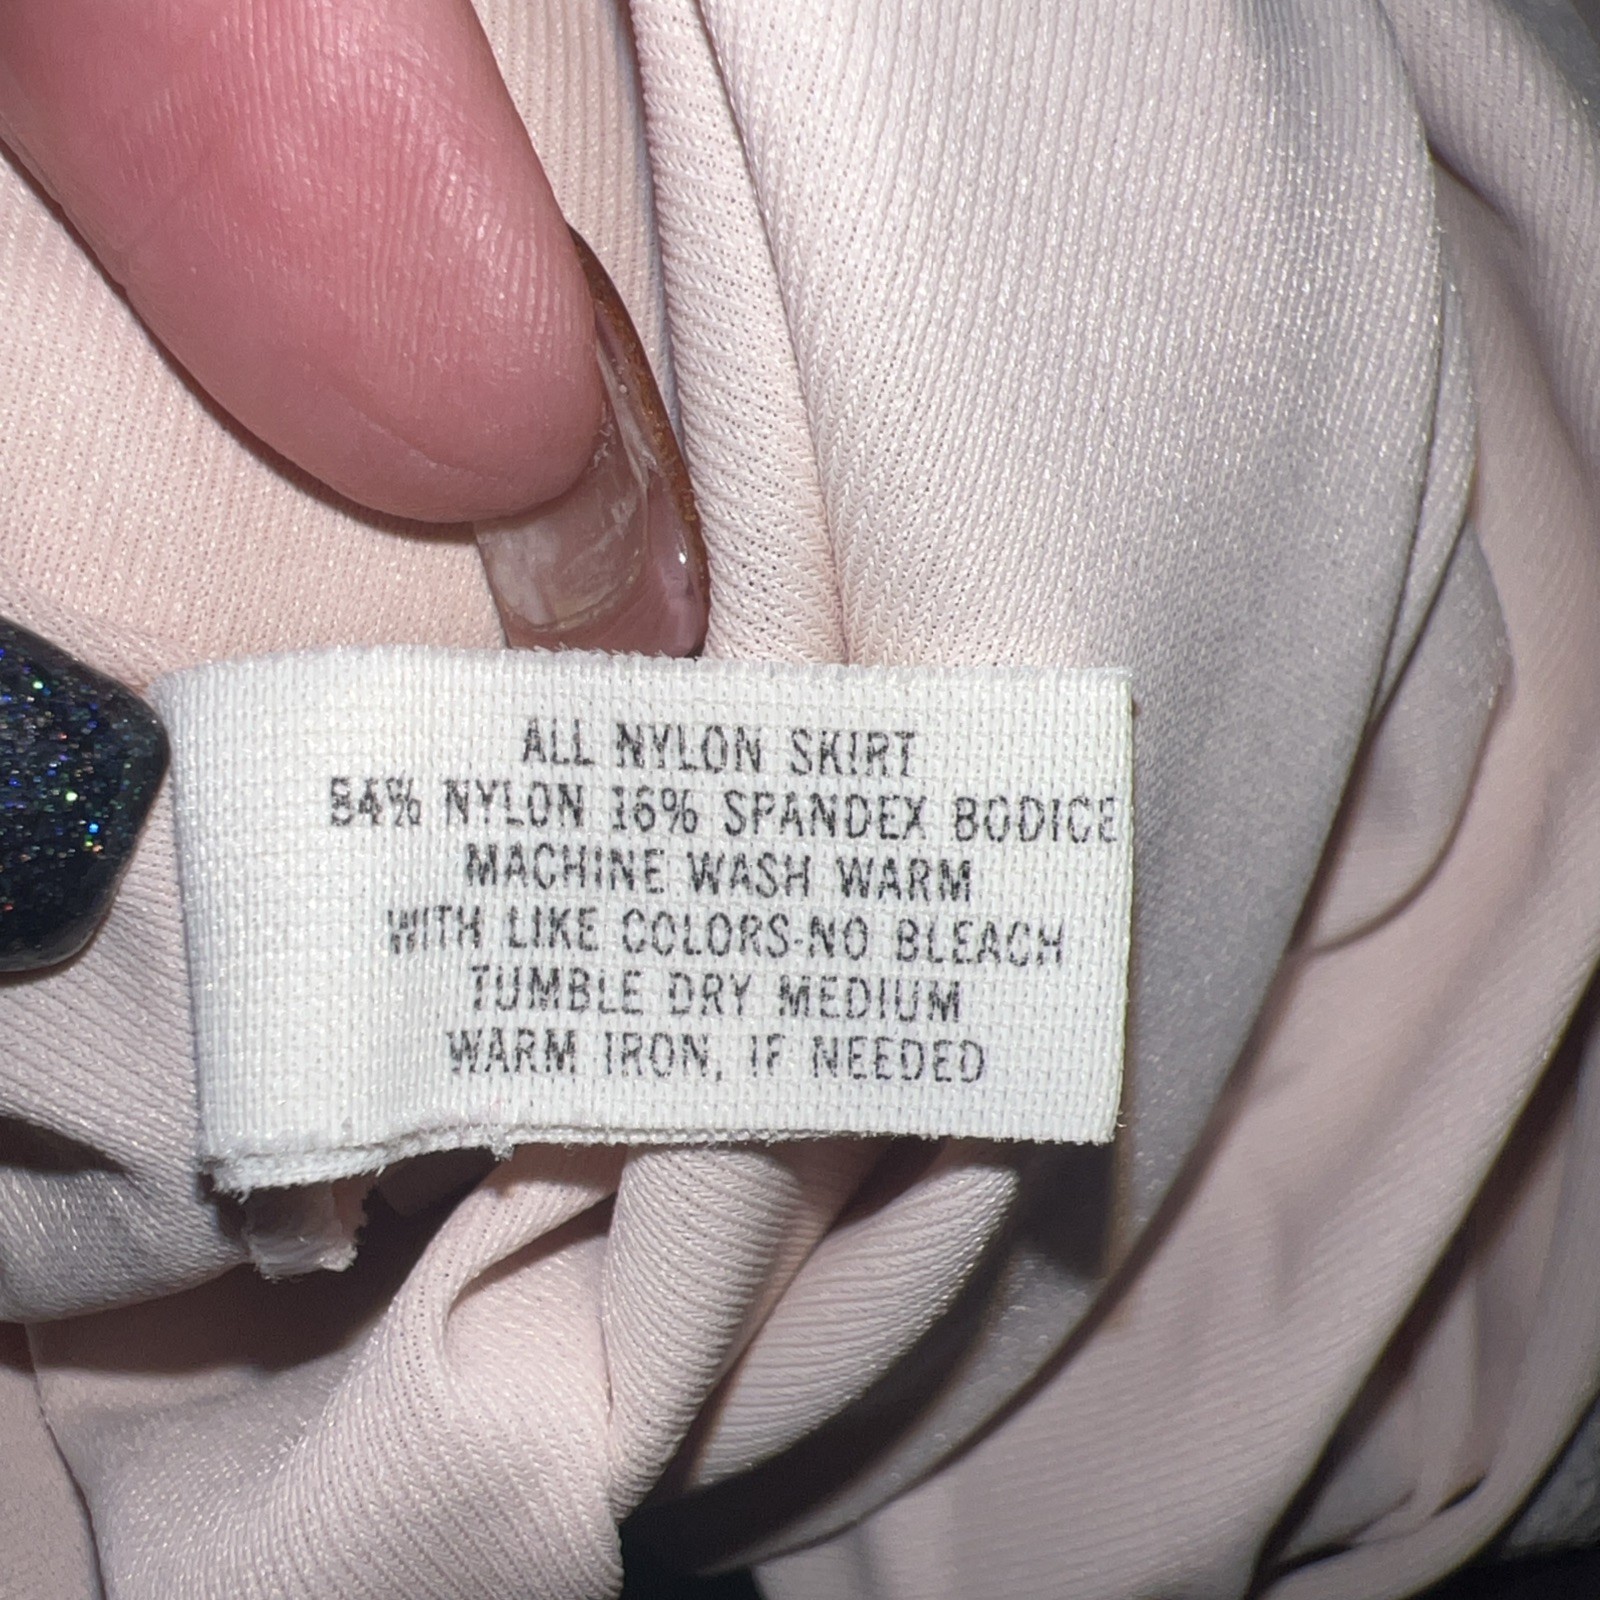 ALL NYLON SKIRT
84% NYLON 16% SPANDEX BODICE
MACHINE WASH WARM
WITH LIKE COLORS-NO BLEACH
TUMBLE DRY MEDIUM
WARM IRON, IF NEEDED